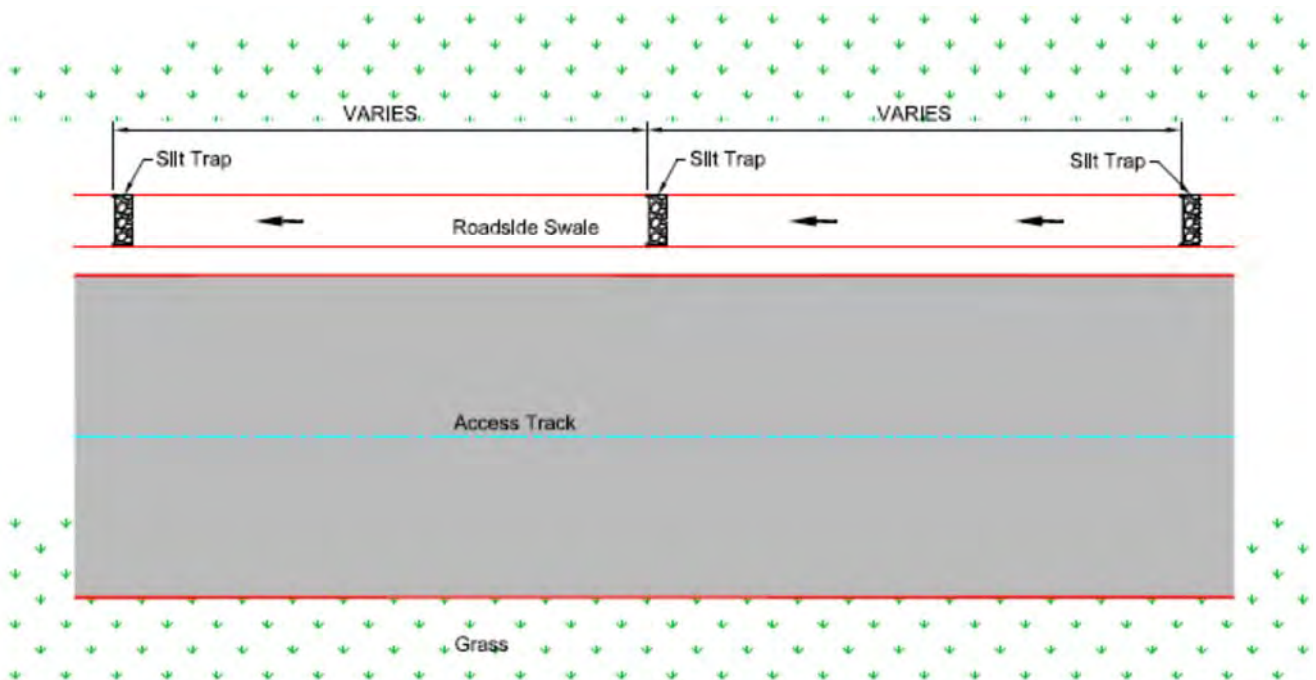 VARIES
VARIES
Silt Trap
Silt Trap
Silt Trap
Roadside Swale
Access Track
Grass